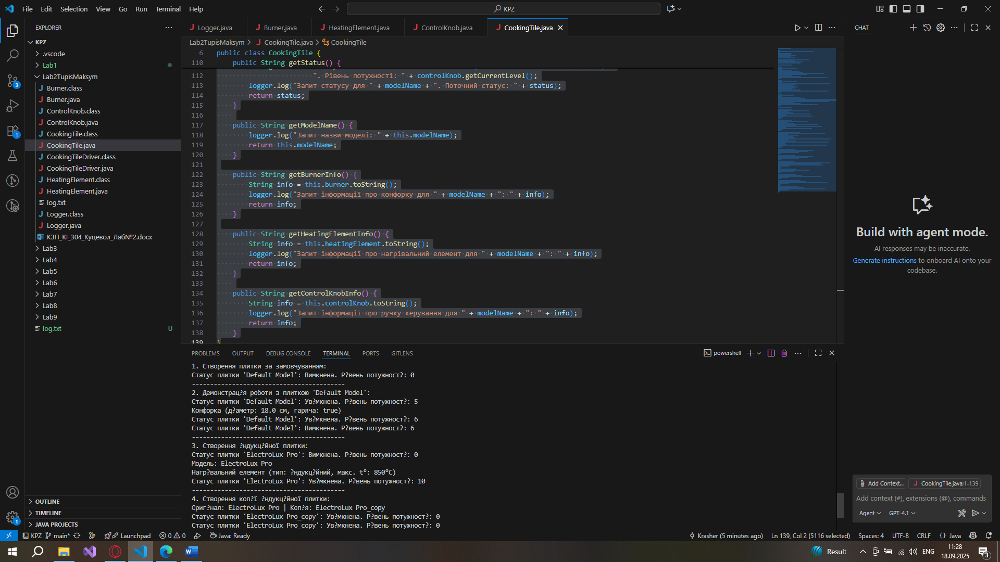 File Edit Selection View Go Run Terminal Help
KPZ
EXPLORER
KPZ
.vscode
Lab1
Lab2TupisMaksym
Burner.class
Burner.java
ControlKnob.class
ControlKnob.java
CookingTile.class
CookingTile.java
CookingTileDriver.class
CookingTileDriver.java
HeatingElement.class
HeatingElement.java
log.txt
Logger.class
Logger.java
КЗП_КІ_304_Куцевол_Лаб№2.docx
Lab3
Lab4
Lab5
Lab6
Lab7
Lab8
Lab9
log.txt U
OUTLINE
TIMELINE
JAVA PROJECTS
Logger.java Burner.java HeatingElement.java ControlKnob.java CookingTile.java
Lab2TupisMaksym > CookingTile.java > CookingTile
6 public class CookingTile {
110 public String getStatus() {
112 ". Рівень потужності: " + controlKnob.getCurrentLevel();
113 logger.log("Запит статусу для " + modelName + ". Поточний статус: " + status);
114 return status;
115 }
116
117 public String getModelName() {
118 logger.log("Запит назви моделі: " + this.modelName);
119 return this.modelName;
120 }
121
122 public String getBurnerInfo() {
123 String info = this.burner.toString();
124 logger.log("Запит інформації про конфорку для " + modelName + ": " + info);
125 return info;
126 }
127
128 public String getHeatingElementInfo() {
129 String info = this.heatingElement.toString();
130 logger.log("Запит інформації про нагрівальний елемент для " + modelName + ": " + info);
131 return info;
132 }
133
134 public String getControlKnobInfo() {
135 String info = this.controlKnob.toString();
136 logger.log("Запит інформації про ручку керування для " + modelName + ": " + info);
137 return info;
138 }
139 }
PROBLEMS OUTPUT DEBUG CONSOLE TERMINAL PORTS GITLENS
powershell
1. Створення плитки за замовчуванням:
Статус плитки 'Default Model': Вимкнена. Р?вень потужност?: 0
------------------------------------------
2. Демонстрац?я роботи з плиткою 'Default Model':
Статус плитки 'Default Model': Ув?мкнена. Р?вень потужност?: 5
Конфорка (д?аметр: 18.0 см, гаряча: true)
Статус плитки 'Default Model': Ув?мкнена. Р?вень потужност?: 6
Статус плитки 'Default Model': Вимкнена. Р?вень потужност?: 6
------------------------------------------
3. Створення ?ндукц?йної плитки:
Статус плитки 'ElectroLux Pro': Вимкнена. Р?вень потужност?: 0
Модель: ElectroLux Pro
Нагр?вальний елемент (тип: ?ндукц?йний, макс. t°: 850°C)
Статус плитки 'ElectroLux Pro': Ув?мкнена. Р?вень потужност?: 10
------------------------------------------
4. Створення коп?ї ?ндукц?йної плитки:
Ориг?нал: ElectroLux Pro | Коп?я: ElectroLux Pro_copy
Статус плитки 'ElectroLux Pro_copy': Ув?мкнена. Р?вень потужност?: 0
Статус плитки 'ElectroLux Pro_copy': Ув?мкнена. Р?вень потужност?: 0
CHAT
Build with agent mode.
AI responses may be inaccurate.
Generate instructions to onboard AI onto your
codebase.
Add Context... CookingTile.java:1-139
Add context (#), extensions (@), commands
Agent GPT-4.1
KPZ main* Launchpad 0 0 Java: Ready
Krasher (5 minutes ago) Ln 139, Col 2 (5116 selected) Spaces: 4 UTF-8 CRLF {} Java
Result ENG
11:28
18.09.2025
3
3
1
1